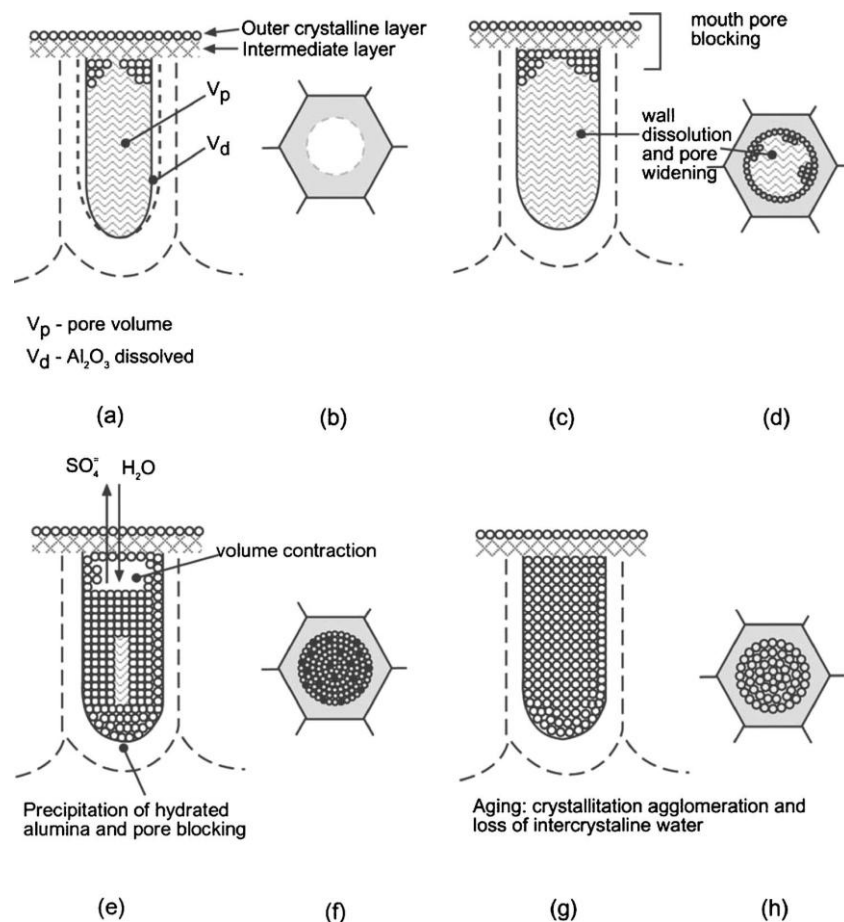 Outer crystalline layer
Intermediate layer
Vp
Vd
Vp - pore volume
Vd - Al2O3 dissolved
(a)
(b)
mouth pore
blocking
wall
dissolution
and pore
widening
(c)
(d)
SO4= H2O
volume contraction
Precipitation of hydrated
alumina and pore blocking
(e)
(f)
Aging: crystallitation agglomeration and
loss of intercrystaline water
(g)
(h)